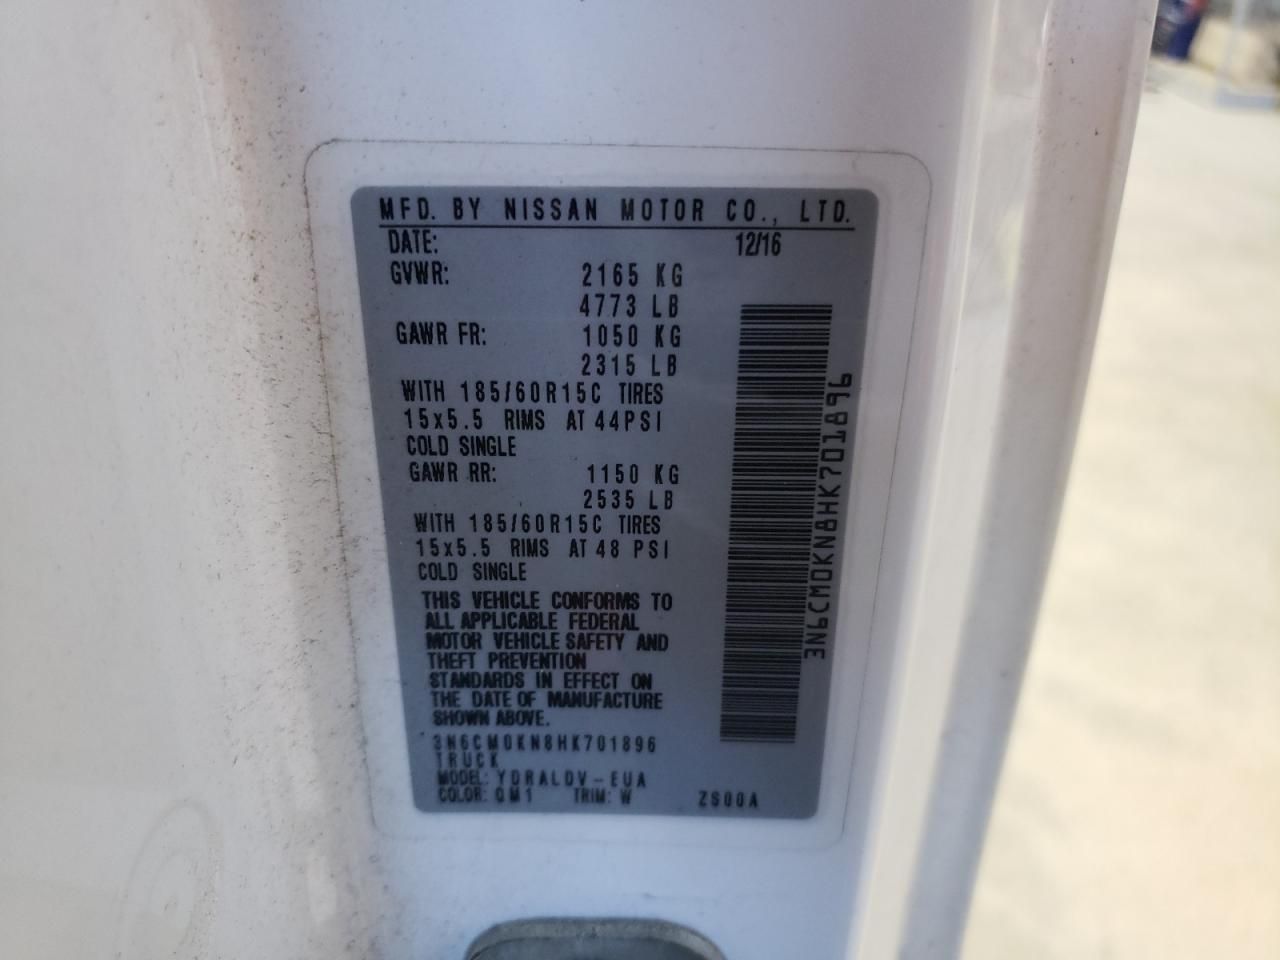 MFD. BY NISSAN MOTOR CO., LTD.
DATE: 12/16
GVWR: 2165 KG
4773 LB
GAWR FR: 1050 KG
2315 LB
WITH 185/60R15C TIRES
15x5.5 RIMS AT 44PSI
COLD SINGLE
GAWR RR: 1150 KG
2535 LB
WITH 185/60R15C TIRES
15x5.5 RIMS AT 48 PSI
COLD SINGLE
THIS VEHICLE CONFORMS TO
ALL APPLICABLE FEDERAL
MOTOR VEHICLE SAFETY AND
THEFT PREVENTION
STANDARDS IN EFFECT ON
THE DATE OF MANUFACTURE
SHOWN ABOVE.
3N6CM0KN8HK701896
TRUCK
MODEL: YDRALDV-EUA
COLOR: QM1 TRIM: W ZS00A
3N6CM0KN8HK701896